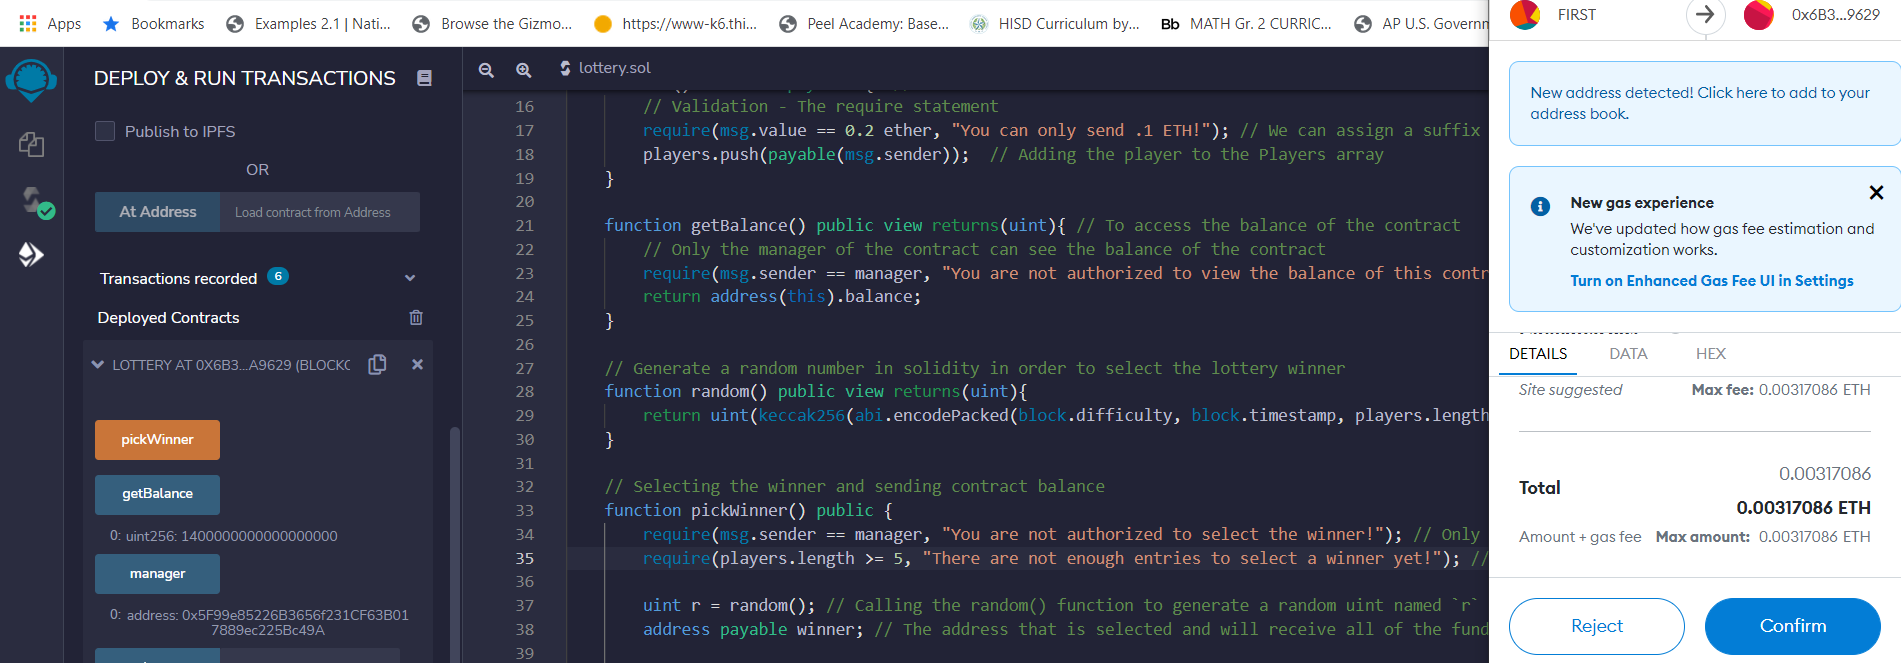 Apps
Bookmarks
Examples 2.1 | Nati...
Browse the Gizmo...
https://www-k6.thi...
Peel Academy: Base...
HISD Curriculum by...
Bb MATH Gr. 2 CURRIC...
AP U.S. Governm
DEPLOY & RUN TRANSACTIONS
Publish to IPFS
OR
At Address
Load contract from Address
Transactions recorded 6
Deployed Contracts
LOTTERY AT 0X6B3...A9629 (BLOCKC
pickWinner
getBalance
0: uint256: 1400000000000000000
manager
0: address: 0x5F99e85226B3656f231CF63B01
7889ec225Bc49A
lottery.sol
16 // Validation - The require statement
17 require(msg.value == 0.2 ether, "You can only send .1 ETH!"); // We can assign a suffix
18 players.push(payable(msg.sender)); // Adding the player to the Players array
19 }
20
21 function getBalance() public view returns(uint){ // To access the balance of the contract
22 // Only the manager of the contract can see the balance of the contract
23 require(msg.sender == manager, "You are not authorized to view the balance of this contr
24 return address(this).balance;
25 }
26
27 // Generate a random number in solidity in order to select the lottery winner
28 function random() public view returns(uint){
29 return uint(keccak256(abi.encodePacked(block.difficulty, block.timestamp, players.length
30 }
31
32 // Selecting the winner and sending contract balance
33 function pickWinner() public {
34 require(msg.sender == manager, "You are not authorized to select the winner!"); // Only
35 require(players.length >= 5, "There are not enough entries to select a winner yet!"); //
36
37 uint r = random(); // Calling the random() function to generate a random uint named `r`
38 address payable winner; // The address that is selected and will receive all of the fund
39
FIRST
0x6B3...9629
New address detected! Click here to add to your
address book.
New gas experience
We've updated how gas fee estimation and
customization works.
Turn on Enhanced Gas Fee UI in Settings
DETAILS
DATA
HEX
Site suggested
Max fee: 0.00317086 ETH
0.00317086
Total
0.00317086 ETH
Amount + gas fee Max amount: 0.00317086 ETH
Reject
Confirm